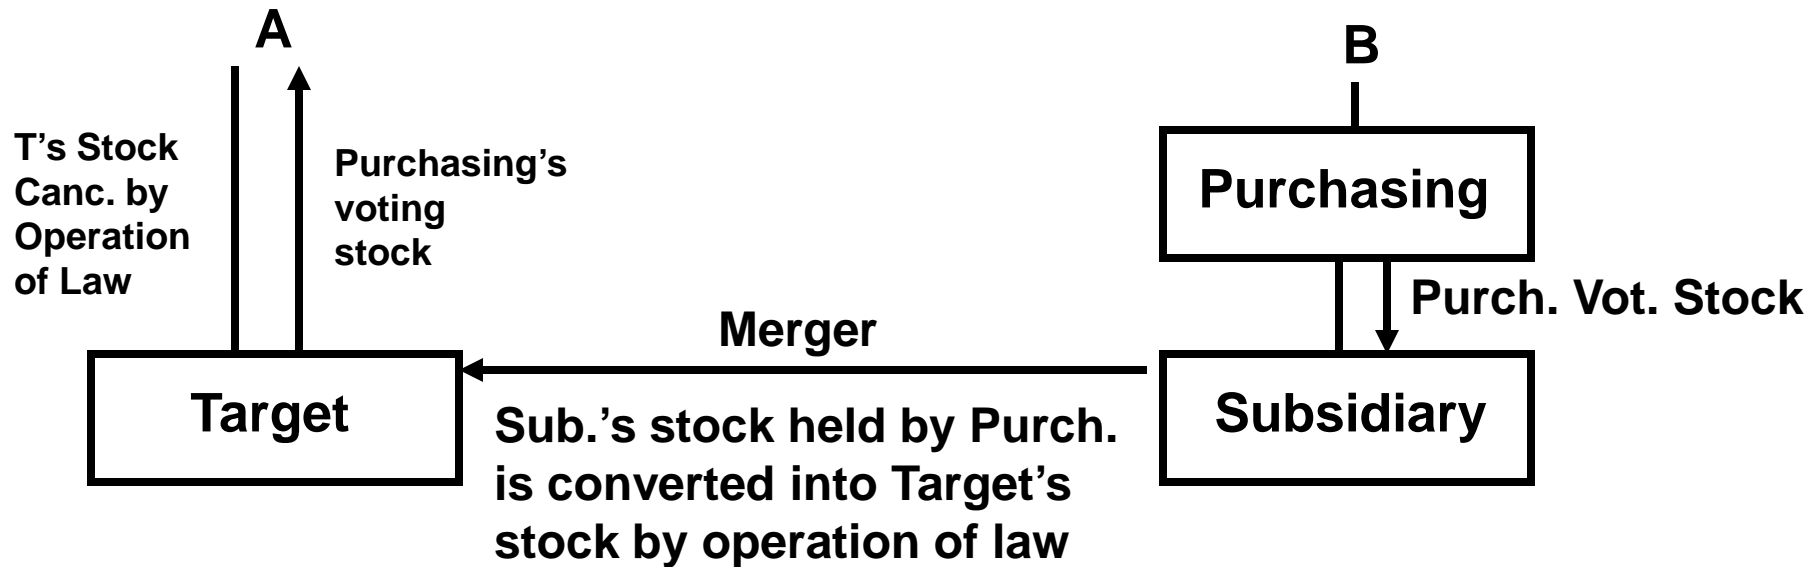 A
B
T’s Stock
Canc. by
Operation
of Law
Purchasing’s
voting
stock
Purchasing
Purch. Vot. Stock
Merger
Target
Subsidiary
Sub.’s stock held by Purch.
is converted into Target’s
stock by operation of law